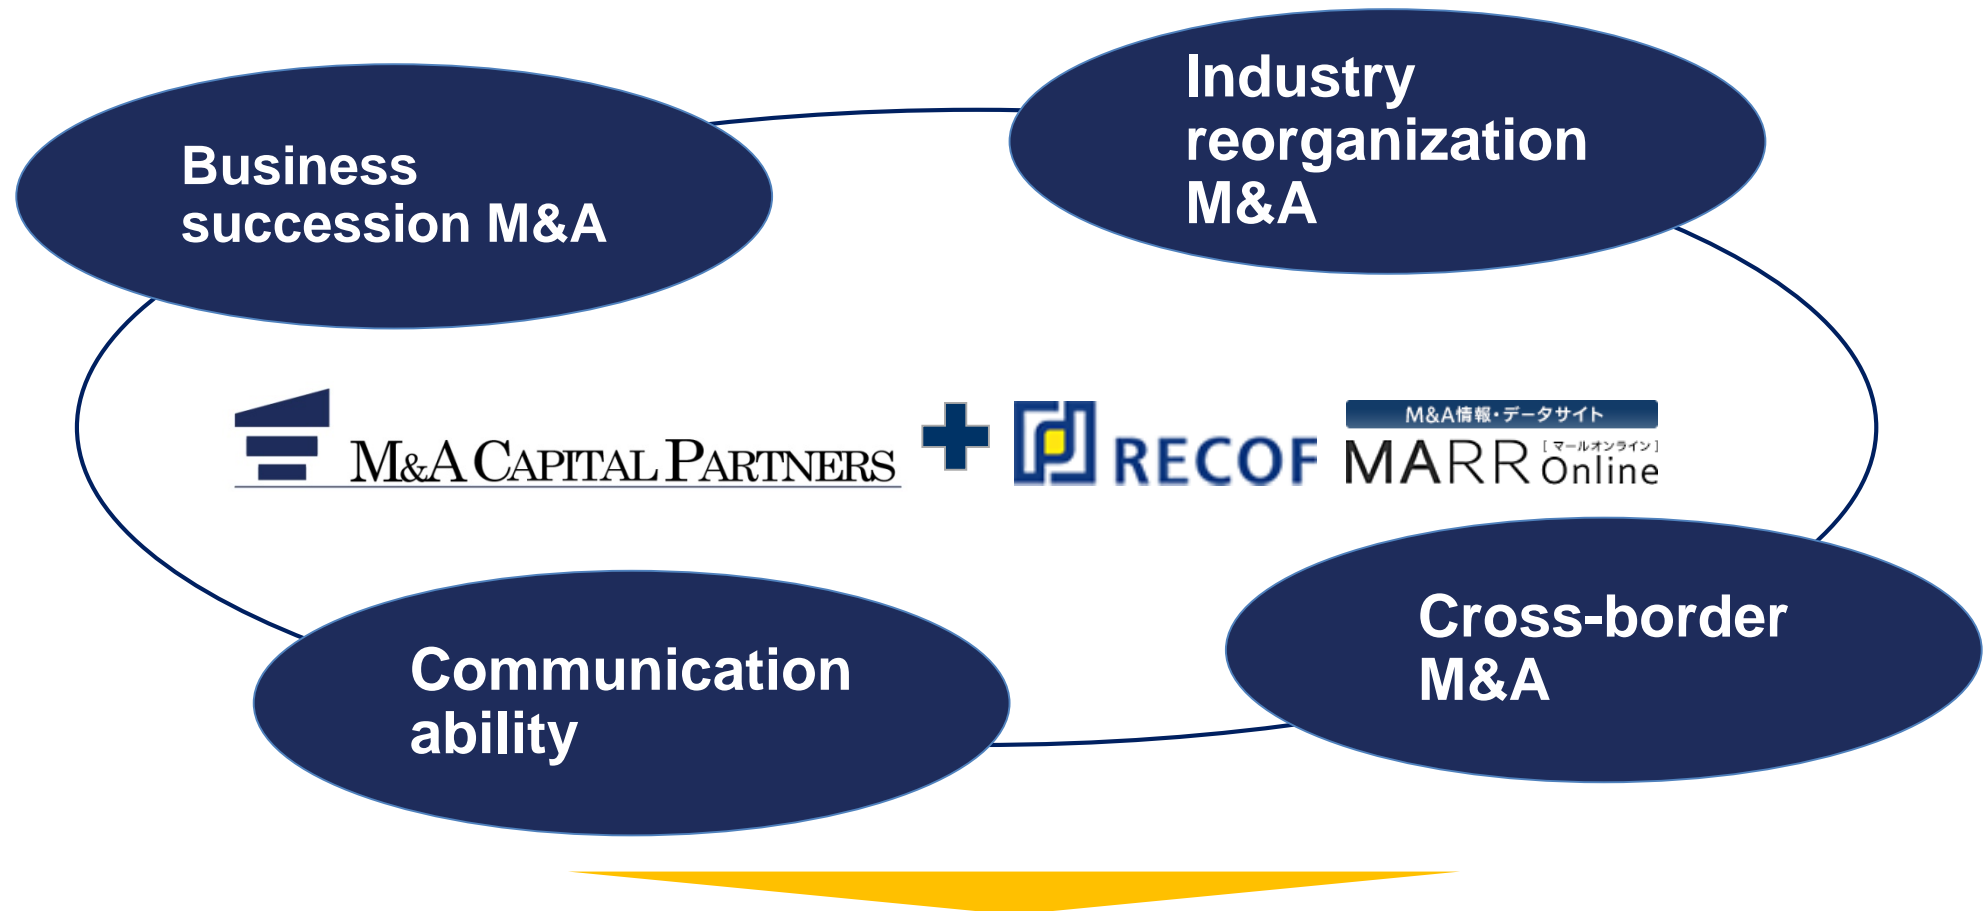 Business
succession M&A
Industry
reorganization
M&A
M&A CAPITAL PARTNERS
RECOF
M&A情報・データサイト
MARR Online
[マールオンライン]
Communication
ability
Cross-border
M&A